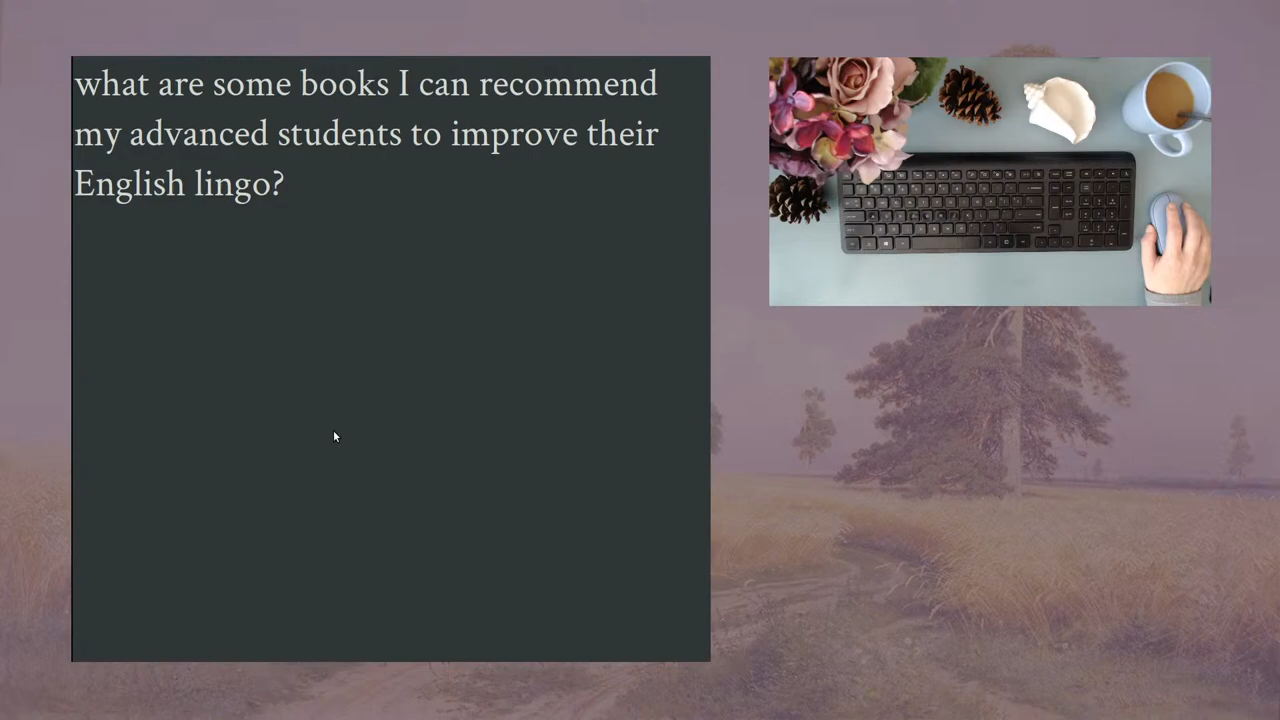 what are some books I can recommend
my advanced students to improve their
English lingo?